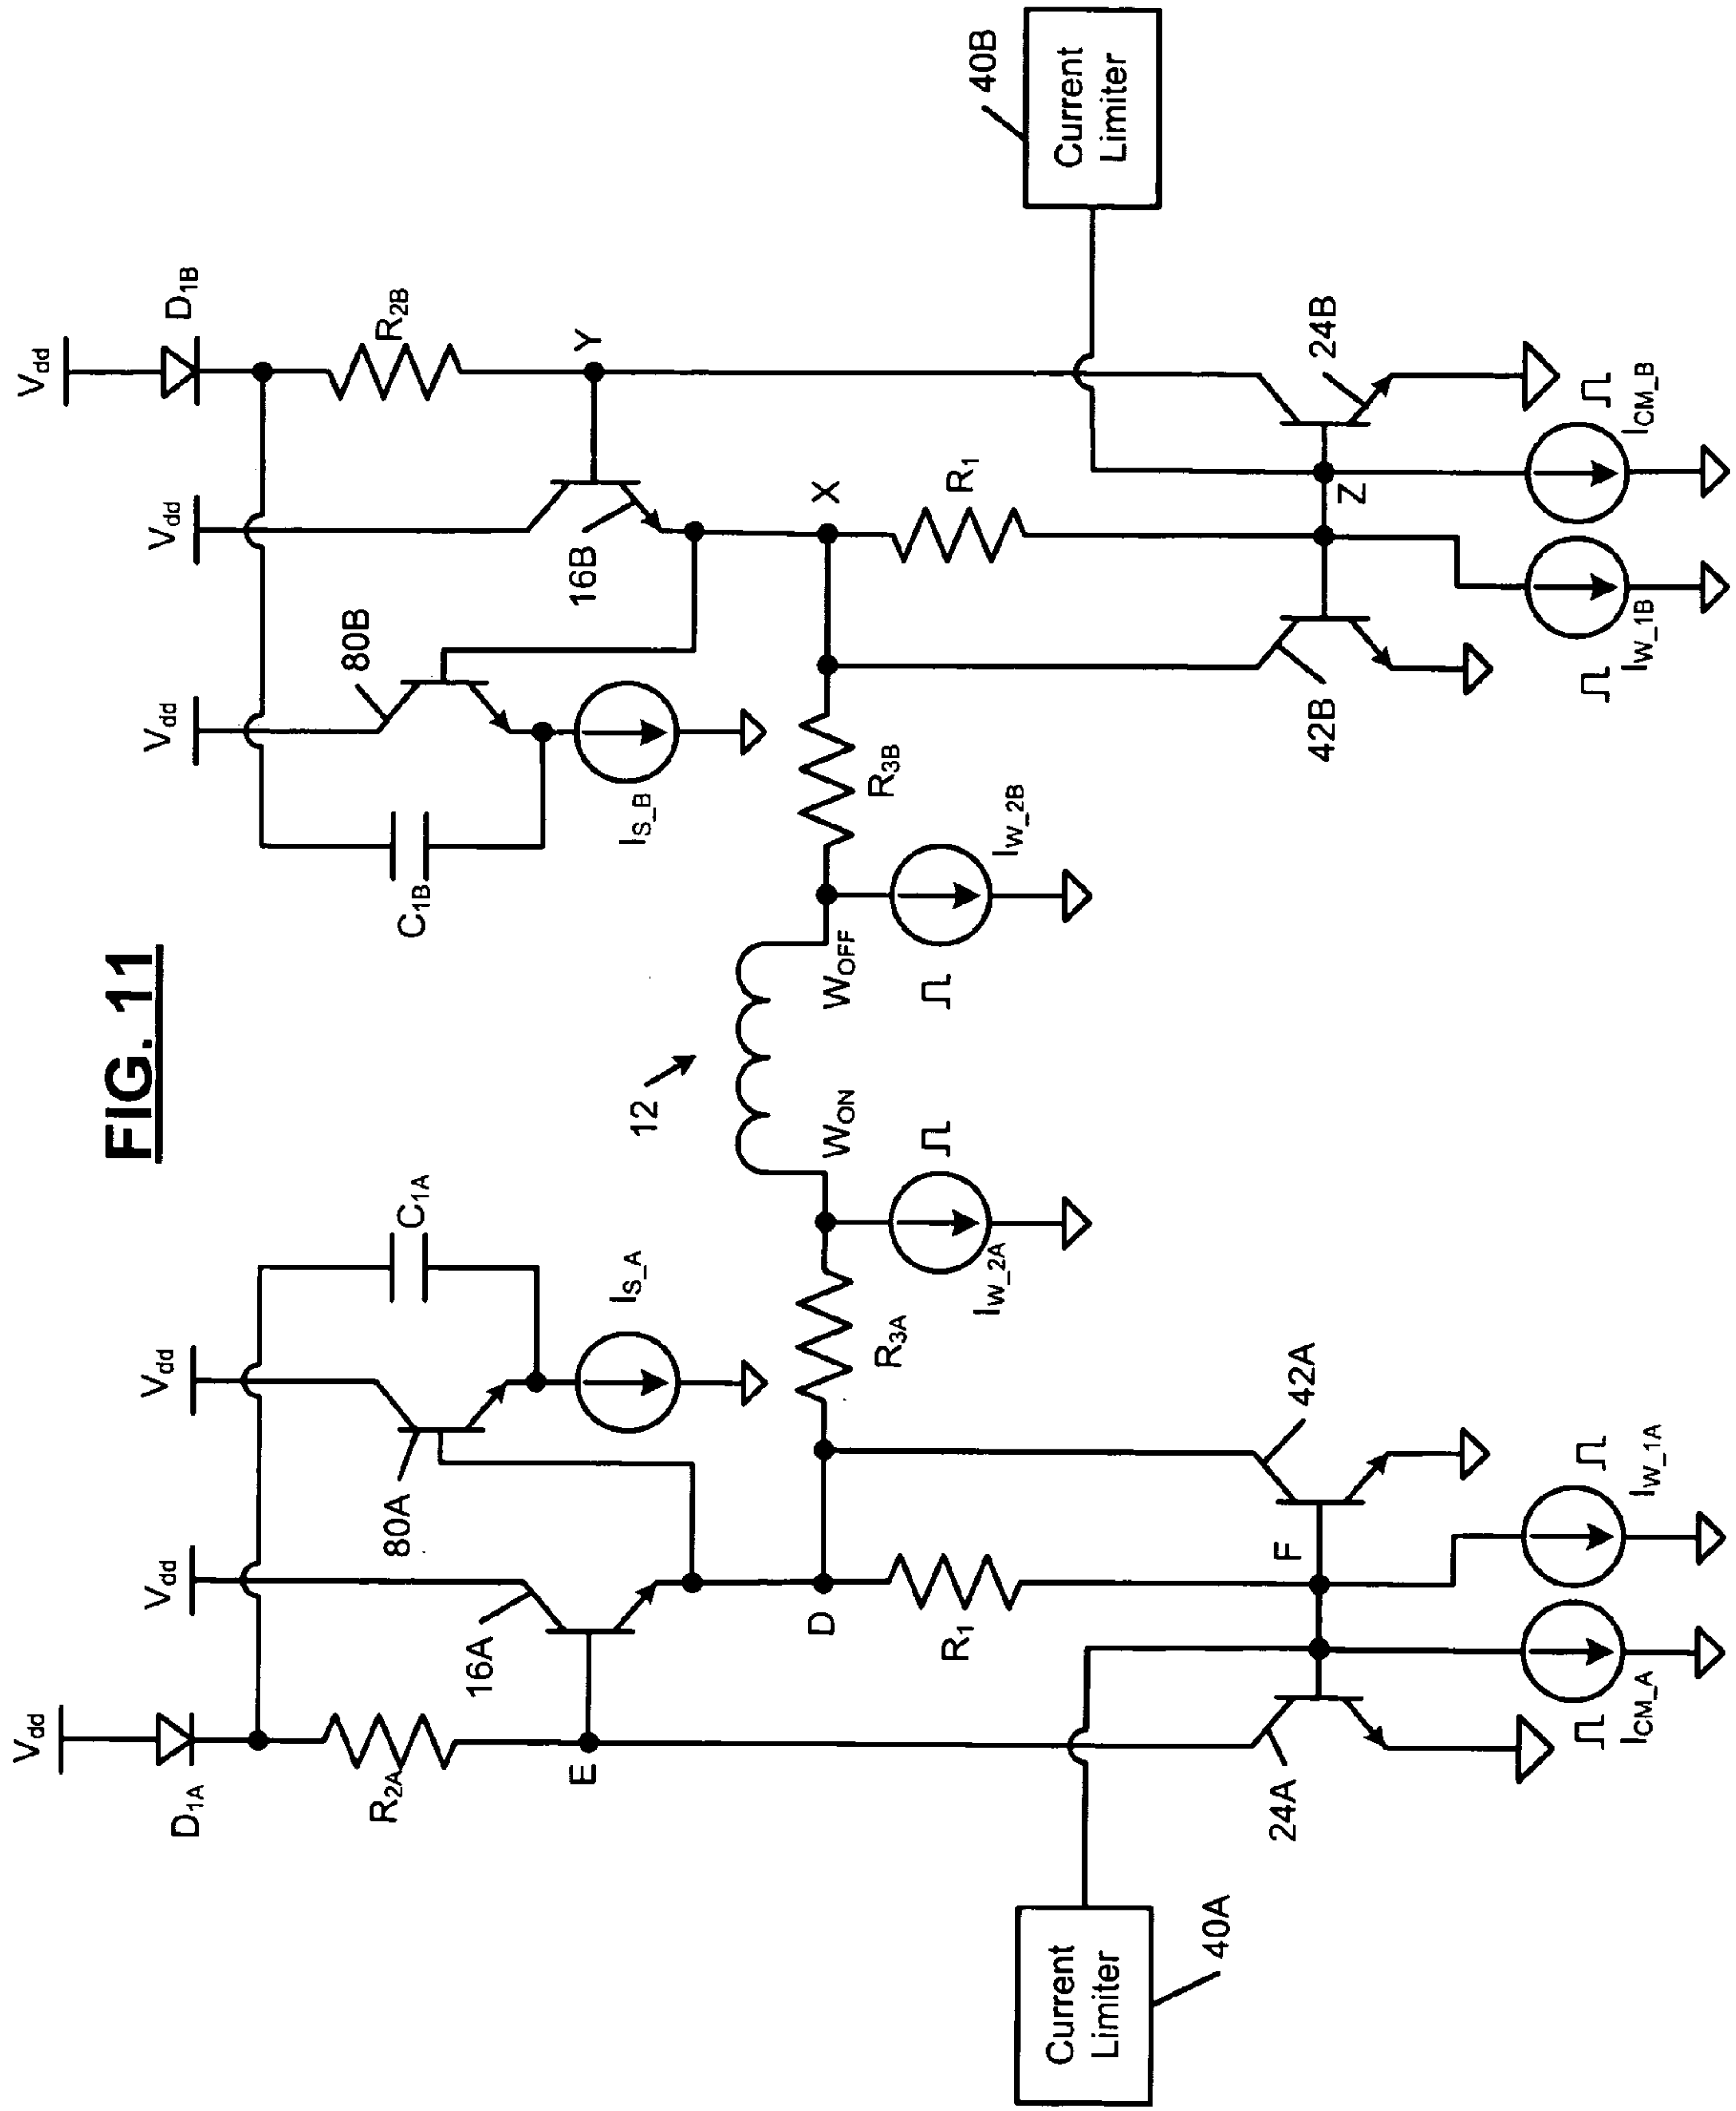 FIG. 11
Vdd
Vdd
Vdd
Vdd
Vdd
Vdd
D1A
R2A
E
16A
80A
C1A
IS_A
D
R1
R3A
12
WON
WOFF
IW_2A
IW_2B
R3B
C1B
IS_B
80B
16B
D1B
R2B
Y
X
R1
Current
Limiter
40A
24A
F
42A
ICM_A
IW_1A
42B
Z
24B
IW_1B
ICM_B
Current
Limiter
40B